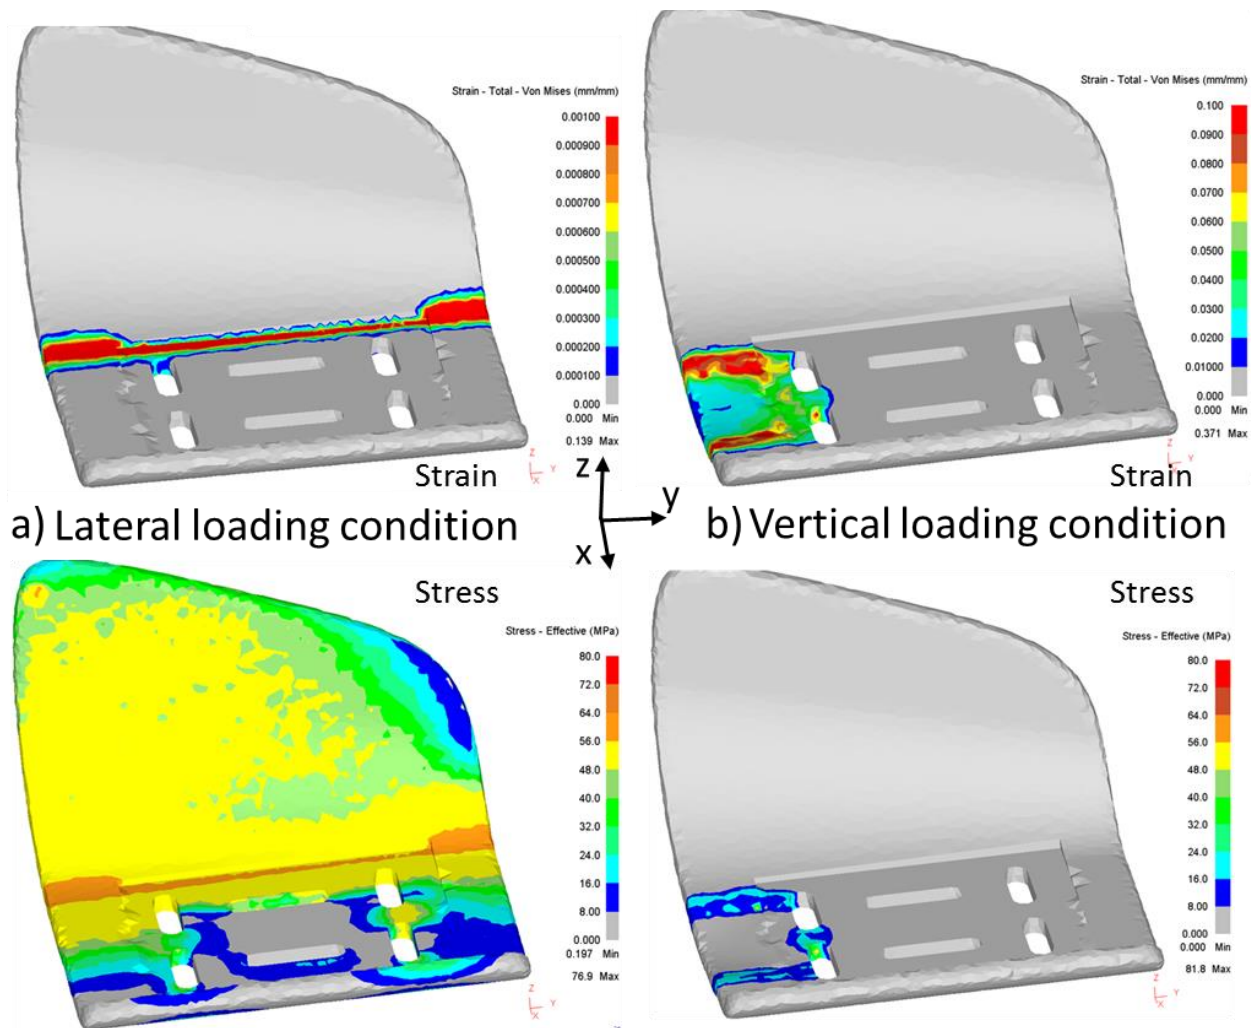 Strain - Total - Von Mises (mm/mm)
0.00100
0.000900
0.000800
0.000700
0.000600
0.000500
0.000400
0.000300
0.000200
0.000100
0.000
0.000 Min
0.139 Max
Z
Y
X
Strain
Strain - Total - Von Mises (mm/mm)
0.100
0.0900
0.0800
0.0700
0.0600
0.0500
0.0400
0.0300
0.0200
0.01000
0.000
0.000 Min
0.371 Max
Z
Y
X
Strain
z
y
x
a) Lateral loading condition
b) Vertical loading condition
Stress
Stress - Effective (MPa)
80.0
72.0
64.0
56.0
48.0
40.0
32.0
24.0
16.0
8.00
0.000
0.197 Min
76.9 Max
Z
Y
X
Stress
Stress - Effective (MPa)
80.0
72.0
64.0
56.0
48.0
40.0
32.0
24.0
16.0
8.00
0.000
0.000 Min
81.8 Max
Z
Y
X